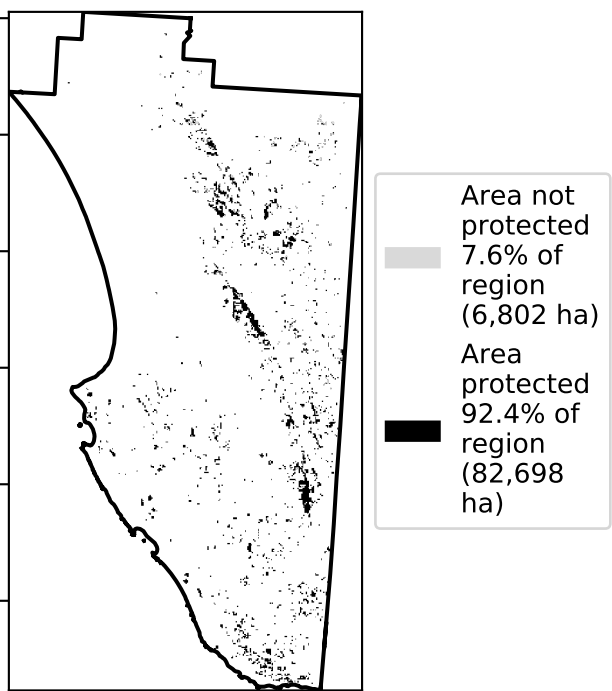 Area not
protected
7.6% of
region
(6,802 ha)
Area
protected
92.4% of
region
(82,698
ha)